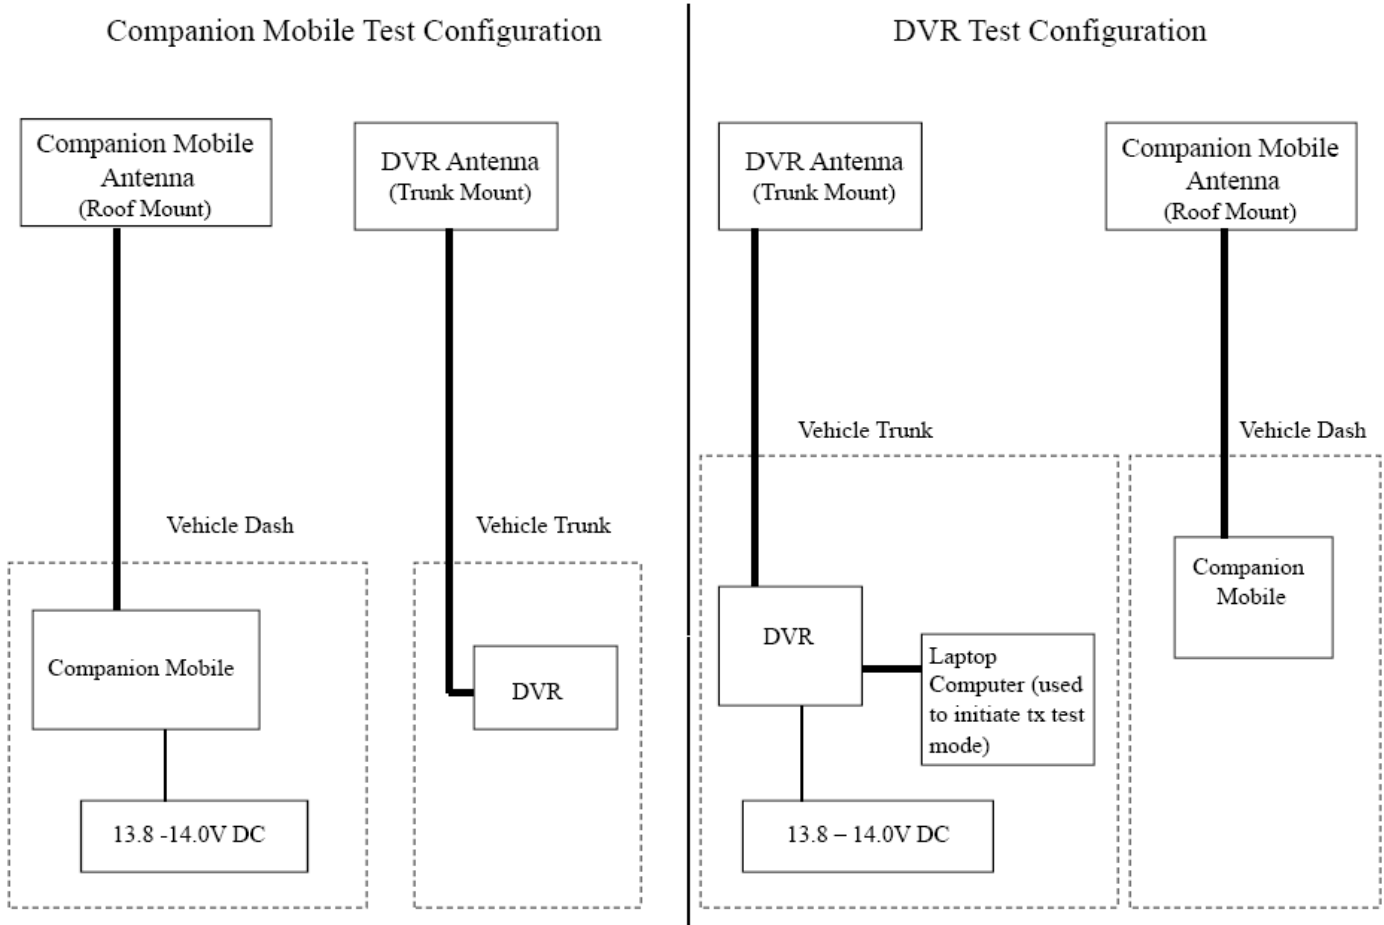 Companion Mobile Test Configuration
Companion Mobile
Antenna
(Roof Mount)
DVR Antenna
(Trunk Mount)
Vehicle Dash
Vehicle Trunk
Companion Mobile
DVR
13.8 -14.0V DC
DVR Test Configuration
DVR Antenna
(Trunk Mount)
Companion Mobile
Antenna
(Roof Mount)
Vehicle Trunk
Vehicle Dash
DVR
Laptop
Computer (used
to initiate tx test
mode)
Companion
Mobile
13.8 – 14.0V DC